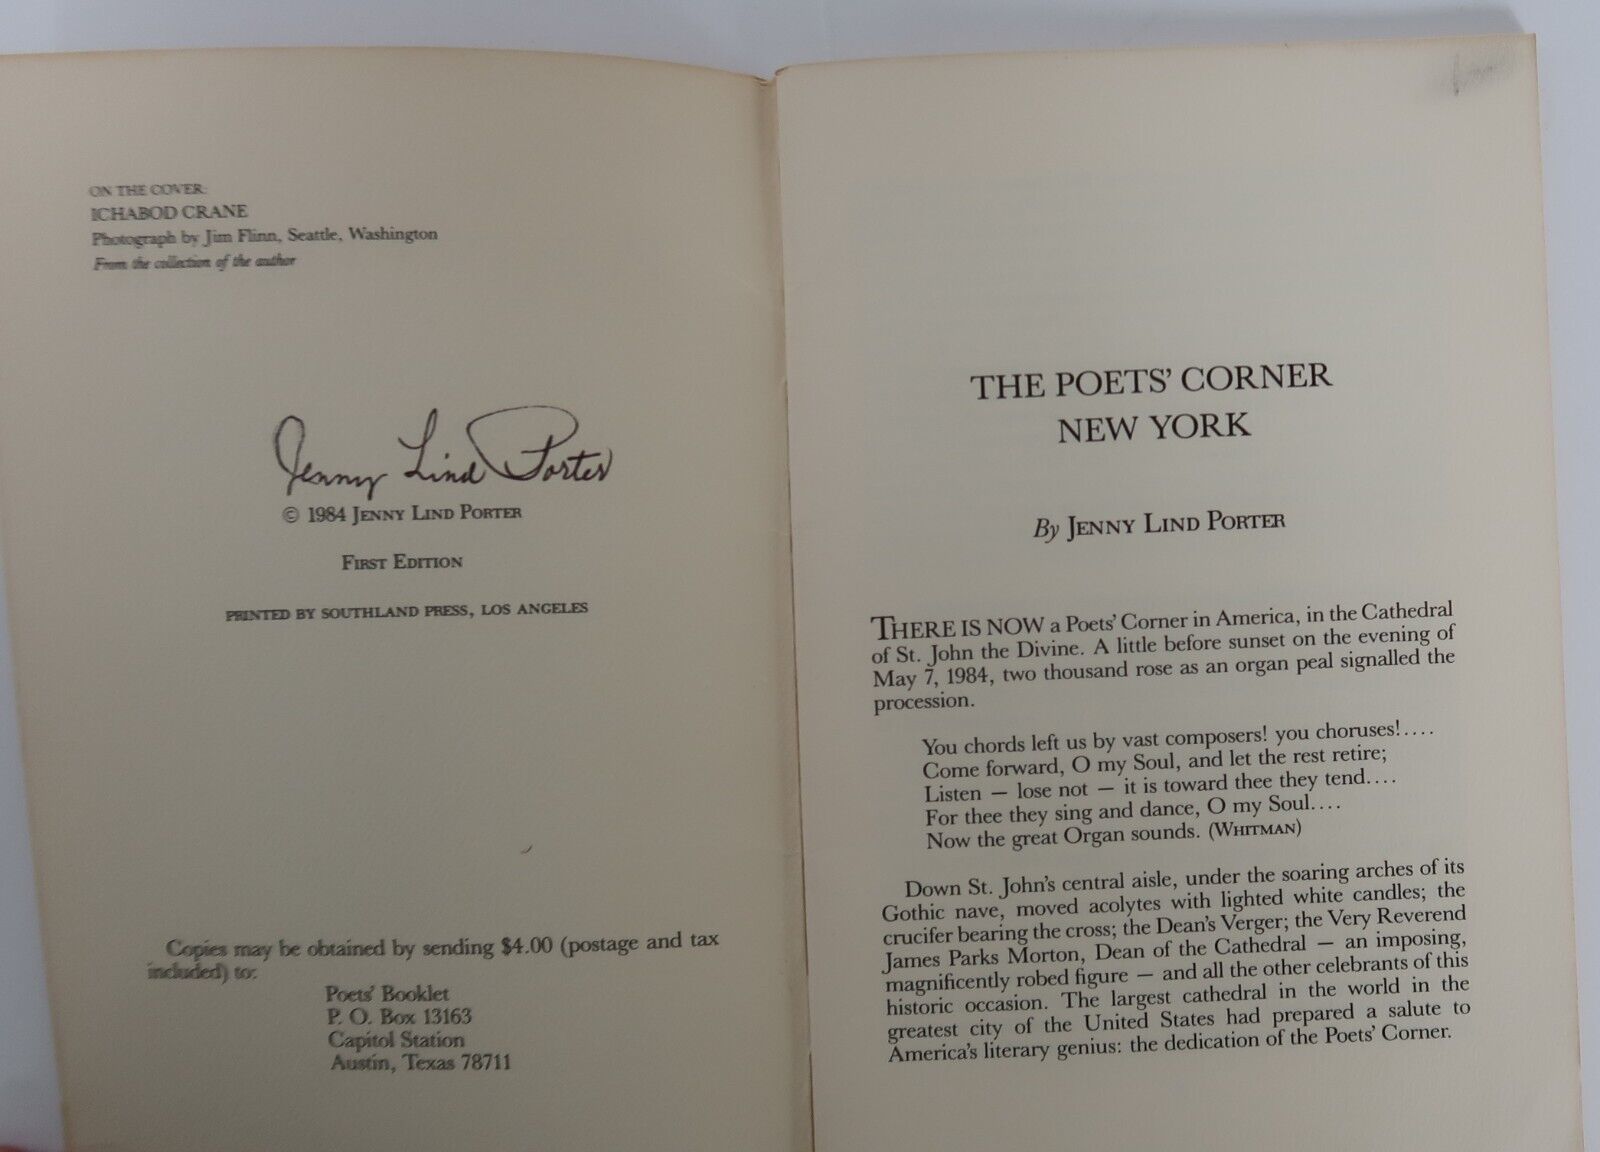 ON THE COVER:
ICHABOD CRANE
Photograph by Jim Flinn, Seattle, Washington
From the collection of the author
Jenny Lind Porter
© 1984 JENNY LIND PORTER
FIRST EDITION
PRINTED BY SOUTHLAND PRESS, LOS ANGELES
Copies may be obtained by sending $4.00 (postage and tax
included) to:
Poets' Booklet
P. O. Box 13163
Capitol Station
Austin, Texas 78711
THE POETS' CORNER
NEW YORK
By JENNY LIND PORTER
THERE IS NOW a Poets' Corner in America, in the Cathedral
of St. John the Divine. A little before sunset on the evening of
May 7, 1984, two thousand rose as an organ peal signalled the
procession.
You chords left us by vast composers! you choruses!....
Come forward, O my Soul, and let the rest retire;
Listen — lose not — it is toward thee they tend....
For thee they sing and dance, O my Soul....
Now the great Organ sounds. (WHITMAN)
Down St. John's central aisle, under the soaring arches of its
Gothic nave, moved acolytes with lighted white candles; the
crucifer bearing the cross; the Dean's Verger; the Very Reverend
James Parks Morton, Dean of the Cathedral — an imposing,
magnificently robed figure — and all the other celebrants of this
historic occasion. The largest cathedral in the world in the
greatest city of the United States had prepared a salute to
America's literary genius: the dedication of the Poets' Corner.